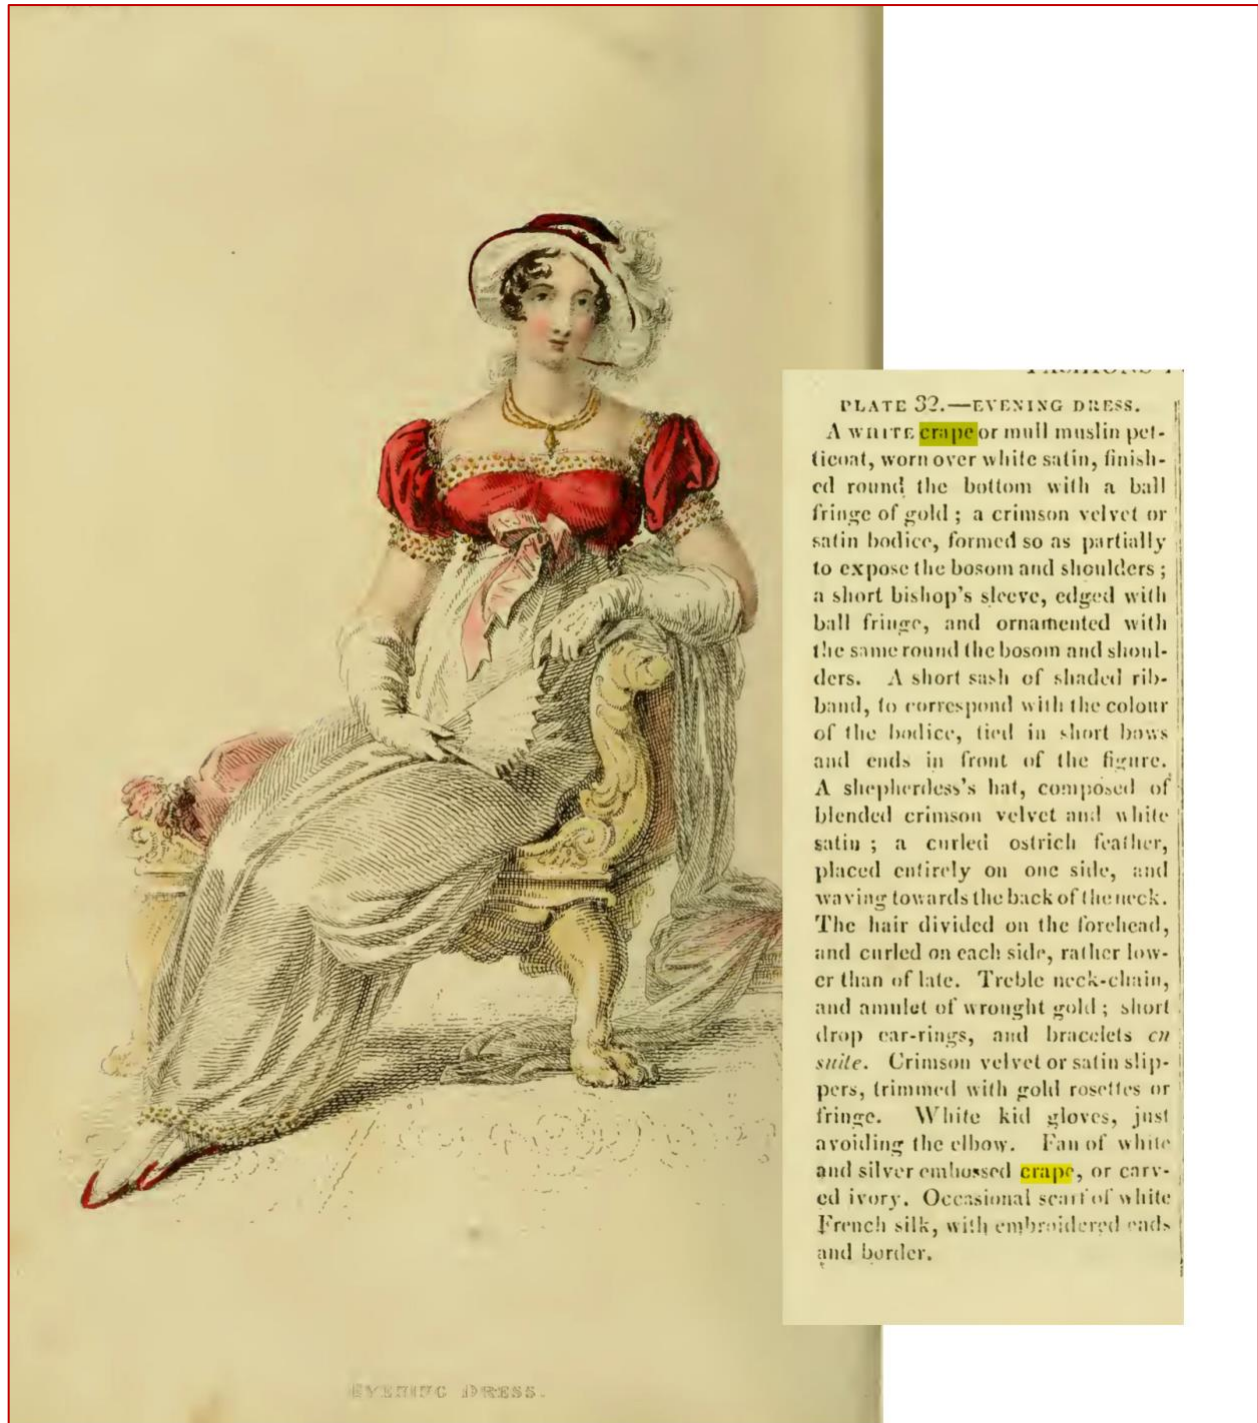 PLATE 32.—EVENING DRESS.
A WHITE crape or mull muslin pet-
ticoat, worn over white satin, finish-
ed round the bottom with a ball
fringe of gold ; a crimson velvet or
satin bodice, formed so as partially
to expose the bosom and shoulders ;
a short bishop's sleeve, edged with
ball fringe, and ornamented with
the same round the bosom and shoul-
ders. A short sash of shaded rib-
band, to correspond with the colour
of the bodice, tied in short bows
and ends in front of the figure.
A shepherdess's hat, composed of
blended crimson velvet and white
satin ; a curled ostrich feather,
placed entirely on one side, and
waving towards the back of the neck.
The hair divided on the forehead,
and curled on each side, rather low-
er than of late. Treble neck-chain,
and amulet of wrought gold ; short
drop ear-rings, and bracelets en
suite. Crimson velvet or satin slip-
pers, trimmed with gold rosettes or
fringe. White kid gloves, just
avoiding the elbow. Fan of white
and silver embossed crape, or carv-
ed ivory. Occasional scarf of white
French silk, with embroidered ends
and border.
EVENING DRESS.